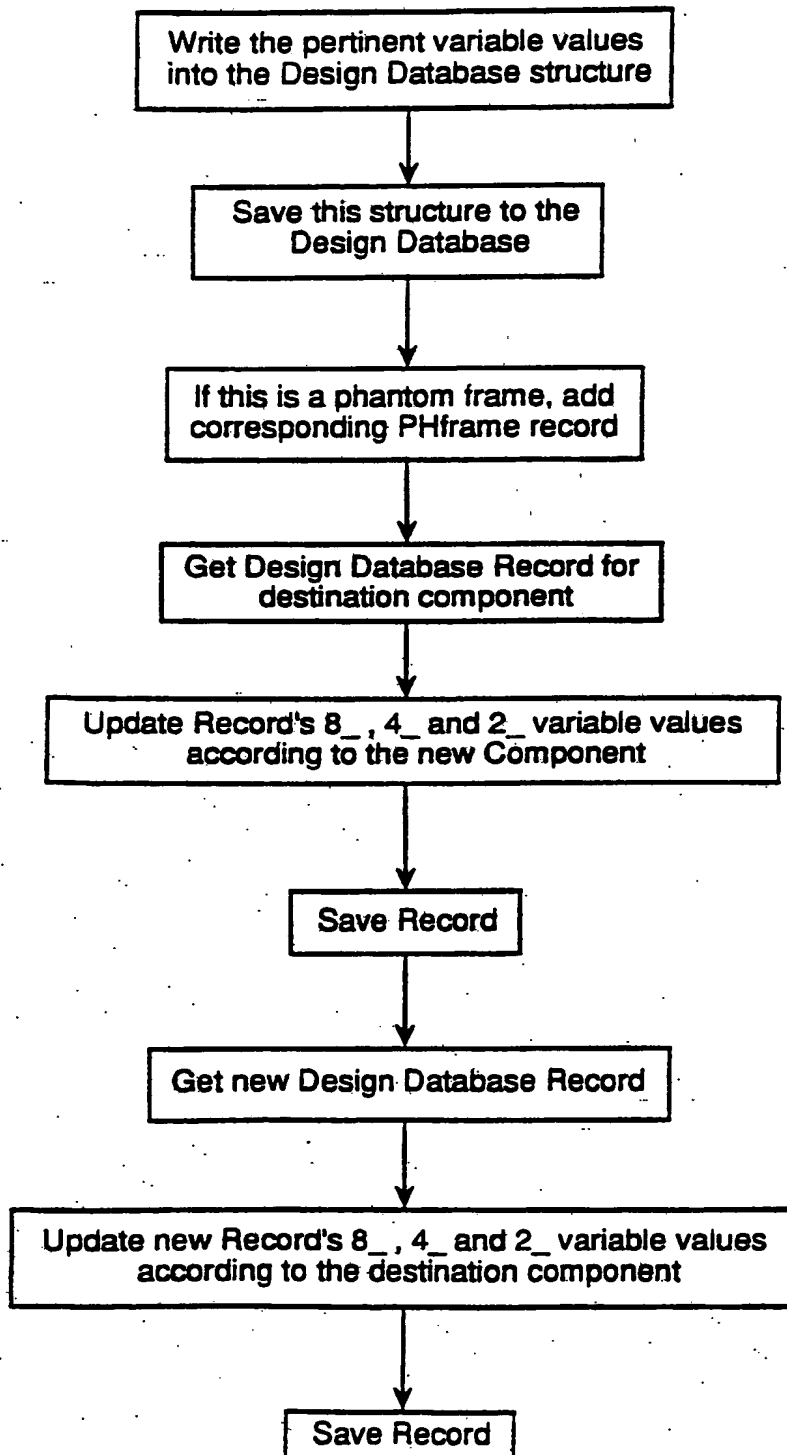 Write the pertinent variable values
into the Design Database structure
Save this structure to the
Design Database
If this is a phantom frame, add
corresponding PHframe record
Get Design Database Record for
destination component
Update Record's 8_ , 4_ and 2_ variable values
according to the new Component
Save Record
Get new Design Database Record
Update new Record's 8_ , 4_ and 2_ variable values
according to the destination component
Save Record